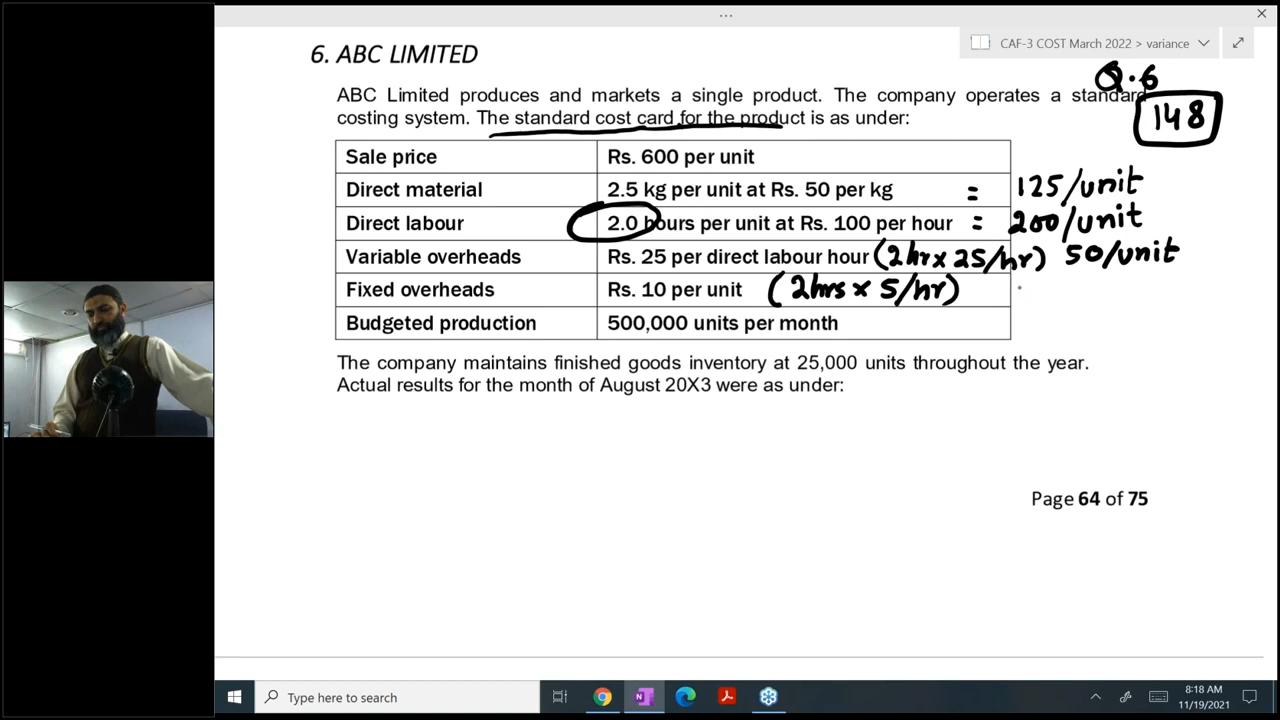 CAF-3 COST March 2022 > variance
6. ABC LIMITED
Q.6
148
ABC Limited produces and markets a single product. The company operates a standard
costing system. The standard cost card for the product is as under:
Sale price Rs. 600 per unit
Direct material 2.5 kg per unit at Rs. 50 per kg = 125/unit
Direct labour 2.0 hours per unit at Rs. 100 per hour = 200/unit
Variable overheads Rs. 25 per direct labour hour (2hr x 25/hr) 50/unit
Fixed overheads Rs. 10 per unit (2hrs x 5/hr)
Budgeted production 500,000 units per month
The company maintains finished goods inventory at 25,000 units throughout the year.
Actual results for the month of August 20X3 were as under:
Page 64 of 75
Type here to search
8:18 AM
11/19/2021